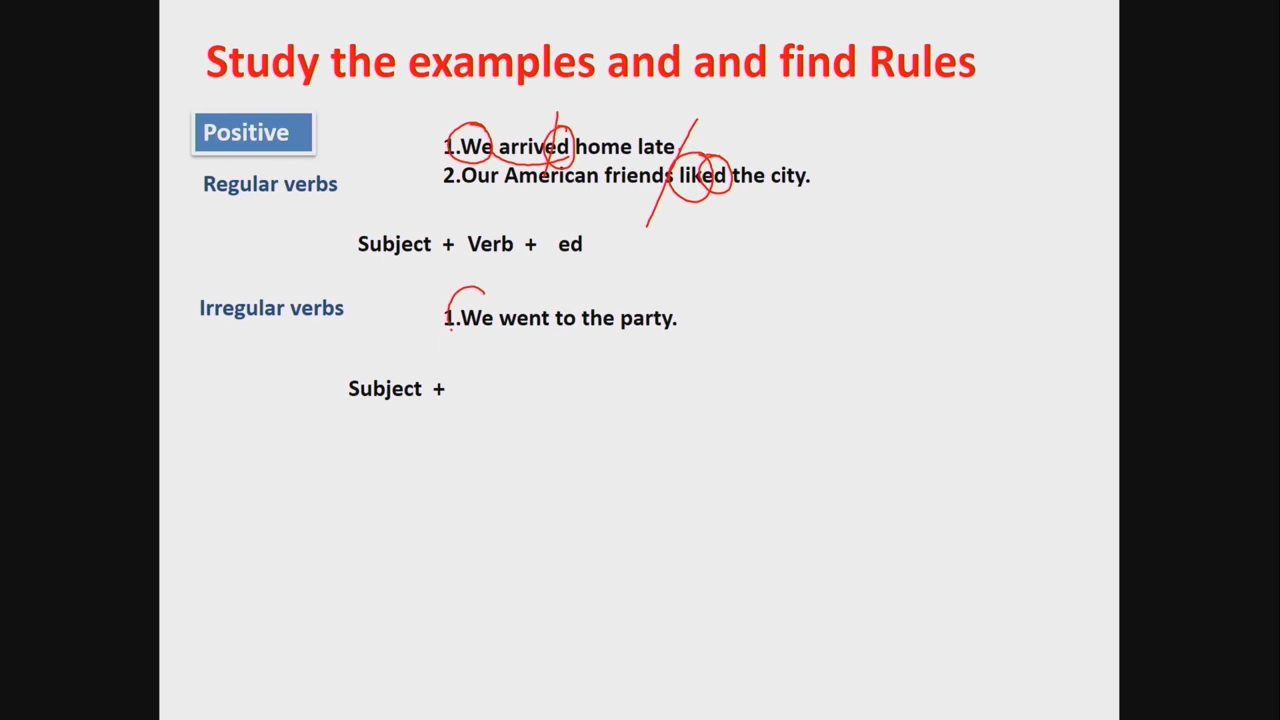 Study the examples and and find Rules
Positive
1.We arrived home late
2.Our American friends liked the city.
Regular verbs
Subject + Verb + ed
Irregular verbs
1.We went to the party.
Subject +